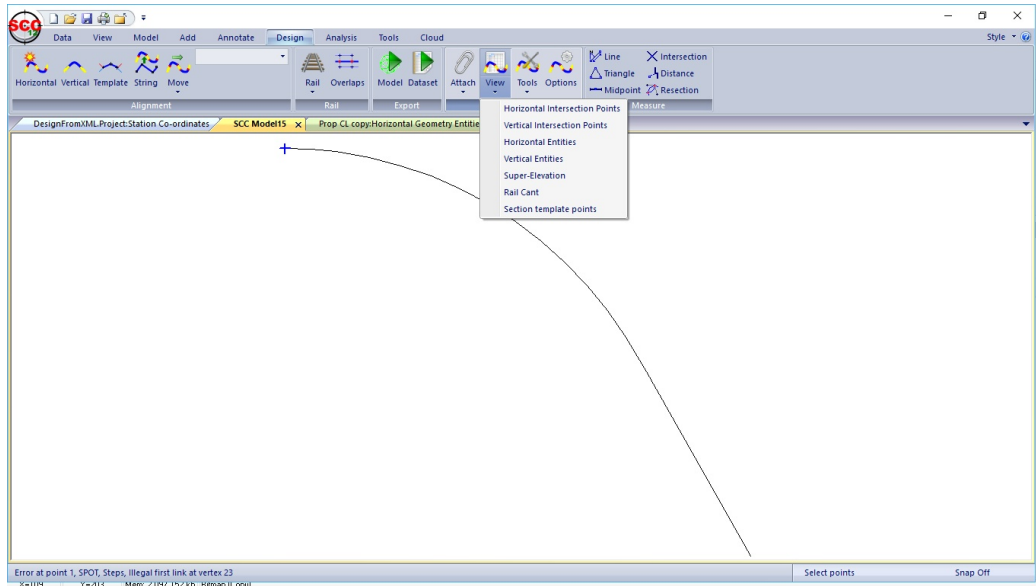 SCC
Data View Model Add Annotate Design Analysis Tools Cloud Style
Horizontal Vertical Template String Move
Alignment
Rail Overlaps
Rail
Model Dataset
Export
Attach View Tools Options
Line Intersection
Triangle Distance
Midpoint Resection
Measure
Horizontal Intersection Points
Vertical Intersection Points
Horizontal Entities
Vertical Entities
Super-Elevation
Rail Cant
Section template points
DesignFromXML.Project:Station Co-ordinates SCC Model15 x Prop CL copy:Horizontal Geometry Entitie
Error at point 1, SPOT, Steps, Illegal first link at vertex 23 Select points Snap Off